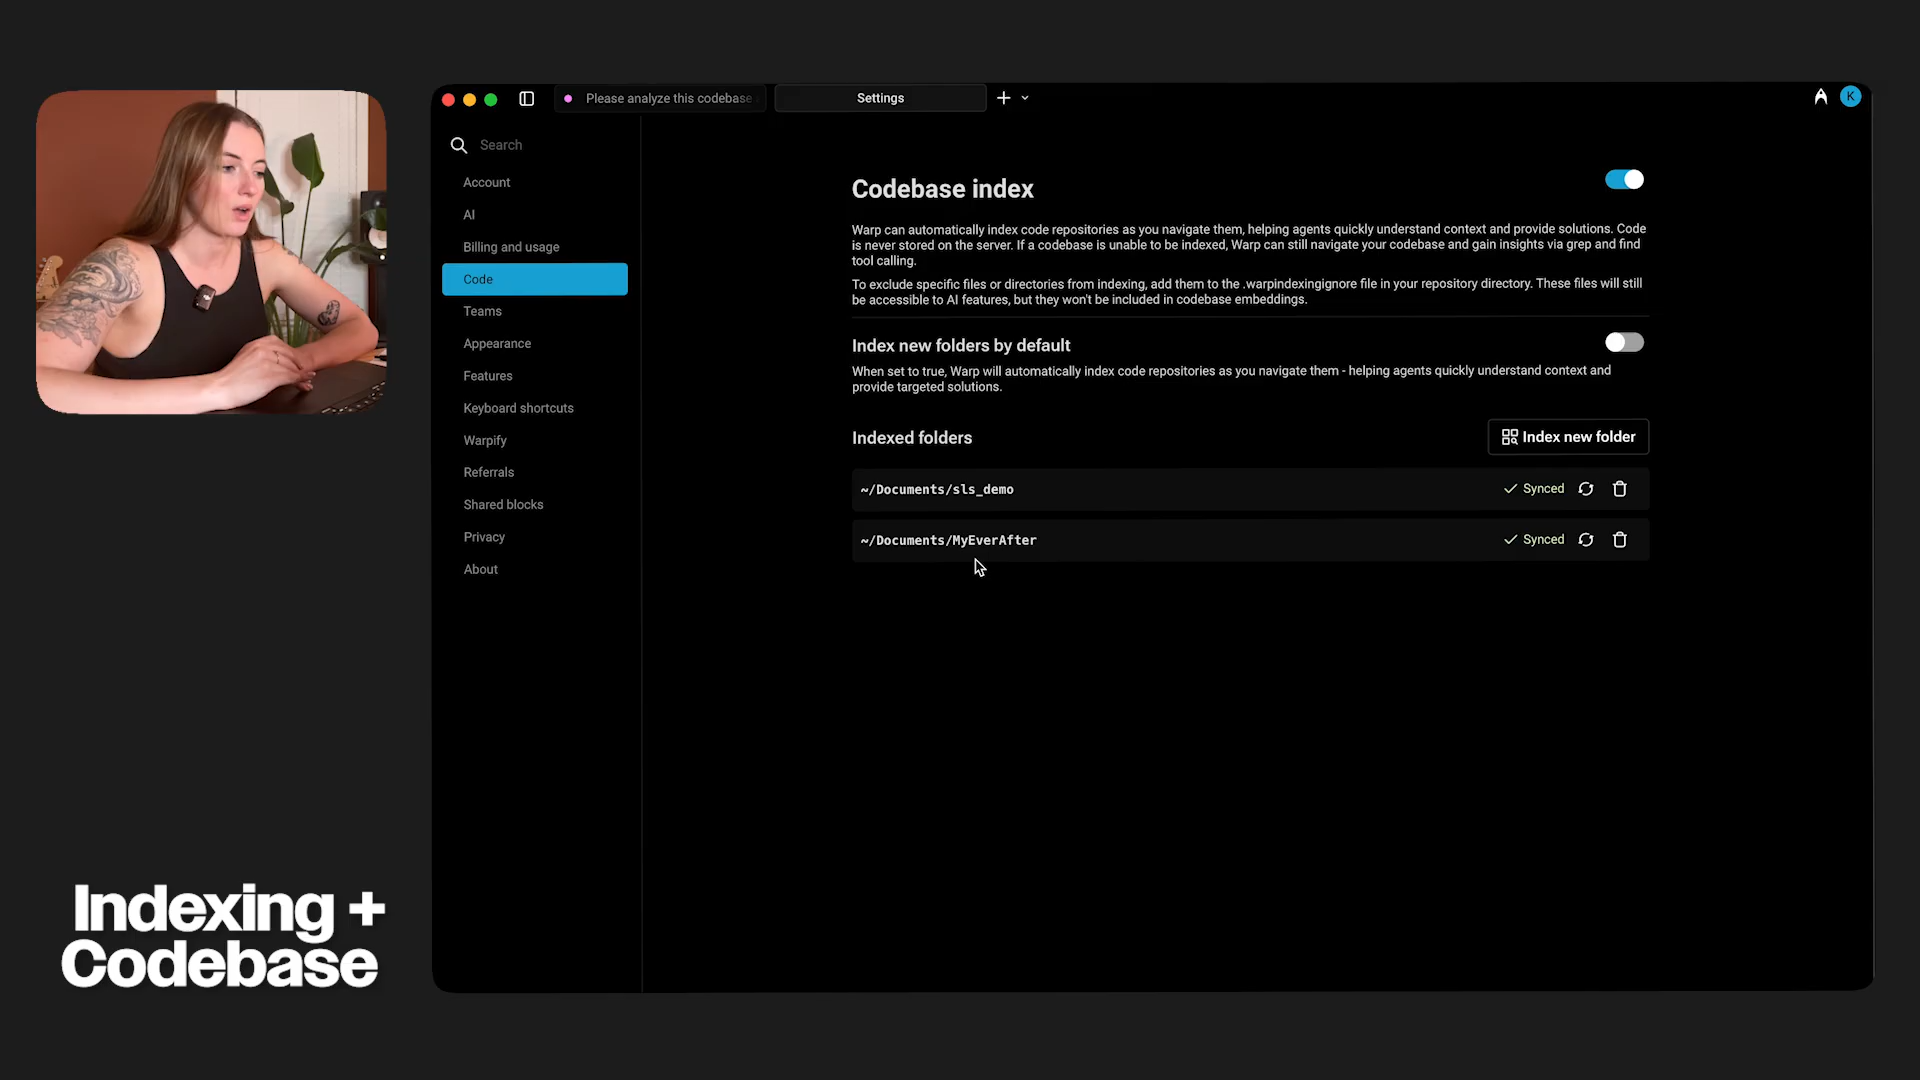 Please analyze this codebase
Settings
K
Search
Account
AI
Billing and usage
Code
Teams
Appearance
Features
Keyboard shortcuts
Warpify
Referrals
Shared blocks
Privacy
About
Codebase index
Warp can automatically index code repositories as you navigate them, helping agents quickly understand context and provide solutions. Code
is never stored on the server. If a codebase is unable to be indexed, Warp can still navigate your codebase and gain insights via grep and find
tool calling.
To exclude specific files or directories from indexing, add them to the .warpindexingignore file in your repository directory. These files will still
be accessible to AI features, but they won't be included in codebase embeddings.
Index new folders by default
When set to true, Warp will automatically index code repositories as you navigate them - helping agents quickly understand context and
provide targeted solutions.
Indexed folders
Index new folder
~/Documents/sls_demo
Synced
~/Documents/MyEverAfter
Synced
Indexing +
Codebase